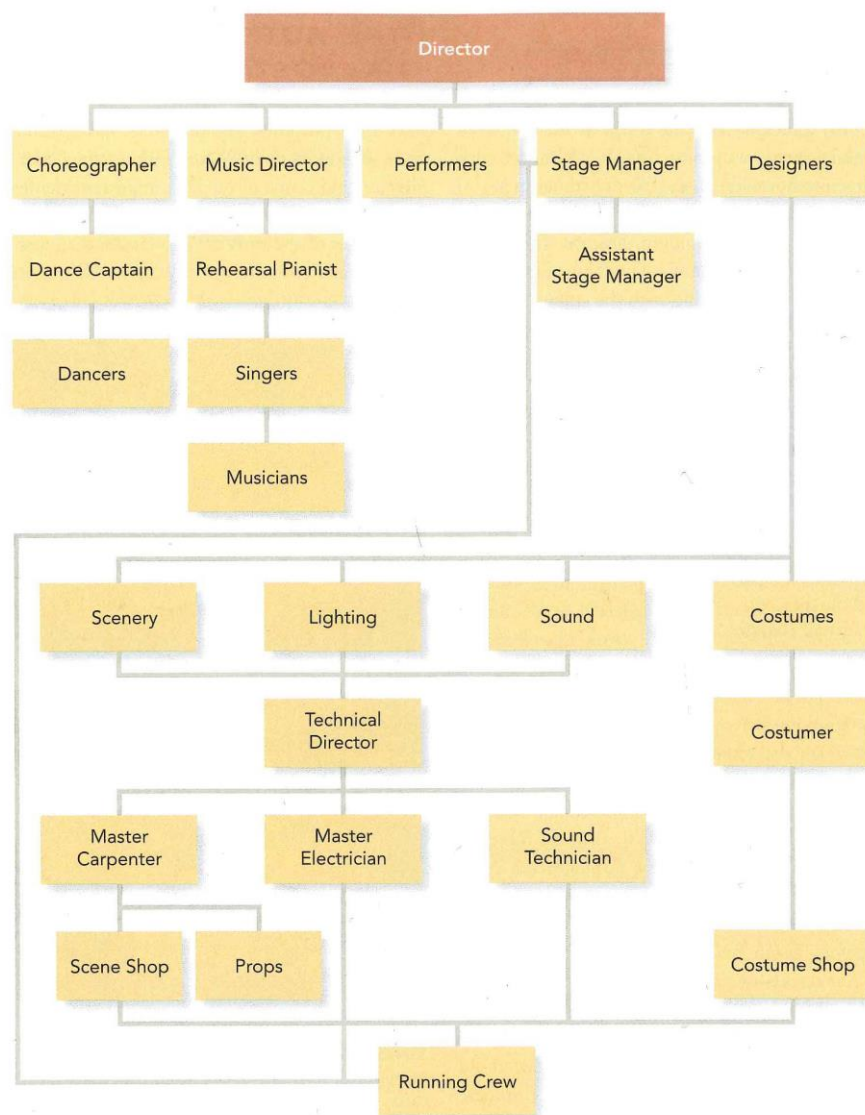 Director
Choreographer
Music Director
Performers
Stage Manager
Designers
Dance Captain
Rehearsal Pianist
Assistant
Stage Manager
Dancers
Singers
Musicians
Scenery
Lighting
Sound
Costumes
Technical
Director
Costumer
Master
Carpenter
Master
Electrician
Sound
Technician
Scene Shop
Props
Costume Shop
Running Crew